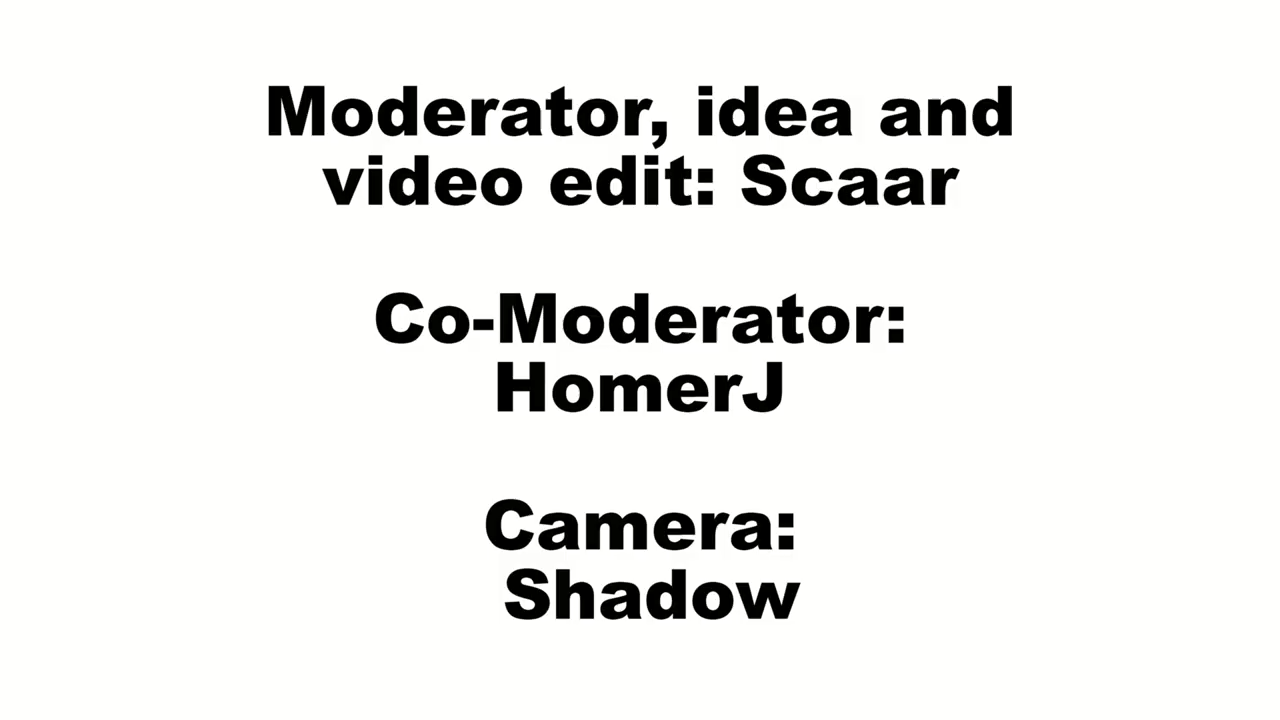 Moderator, idea and
video edit: Scaar
Co-Moderator:
HomerJ
Camera:
Shadow